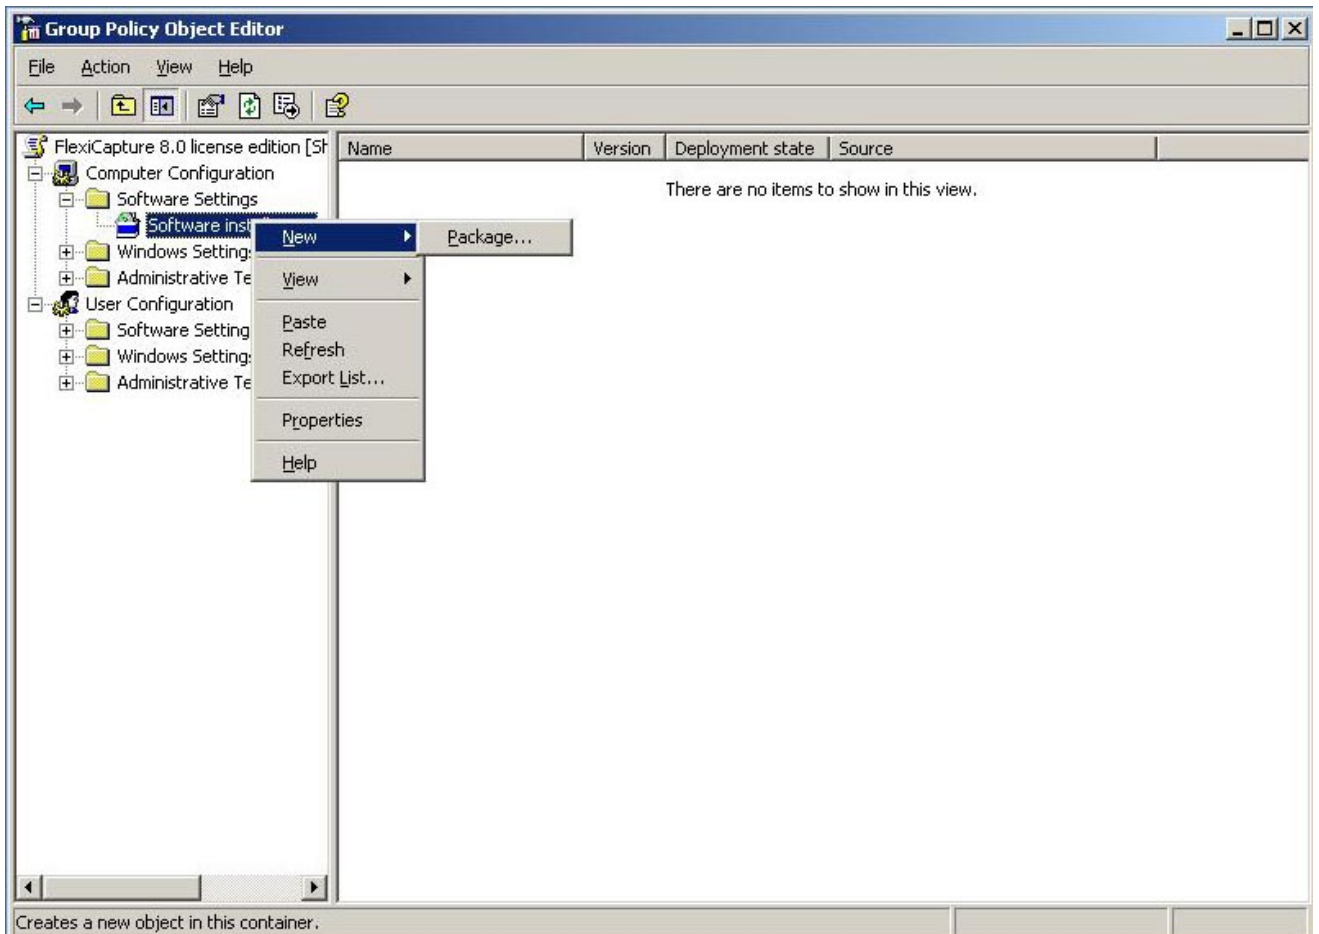 Group Policy Object Editor
File Action View Help
FlexiCapture 8.0 license edition [Sh
Name Version Deployment state Source
Computer Configuration
There are no items to show in this view.
Software Settings
Software inst
New
Package...
Windows Settings
Administrative Te
View
User Configuration
Software Setting
Paste
Windows Settings
Refresh
Administrative Te
Export List...
Properties
Help
Creates a new object in this container.